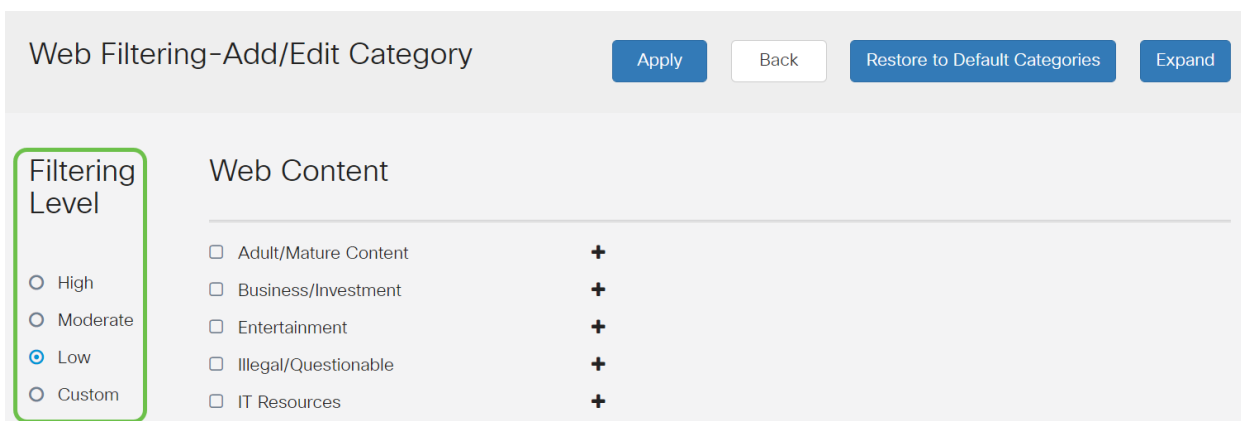 Web Filtering-Add/Edit Category
Apply
Back
Restore to Default Categories
Expand
Filtering
Level
High
Moderate
Low
Custom
Web Content
Adult/Mature Content
Business/Investment
Entertainment
Illegal/Questionable
IT Resources